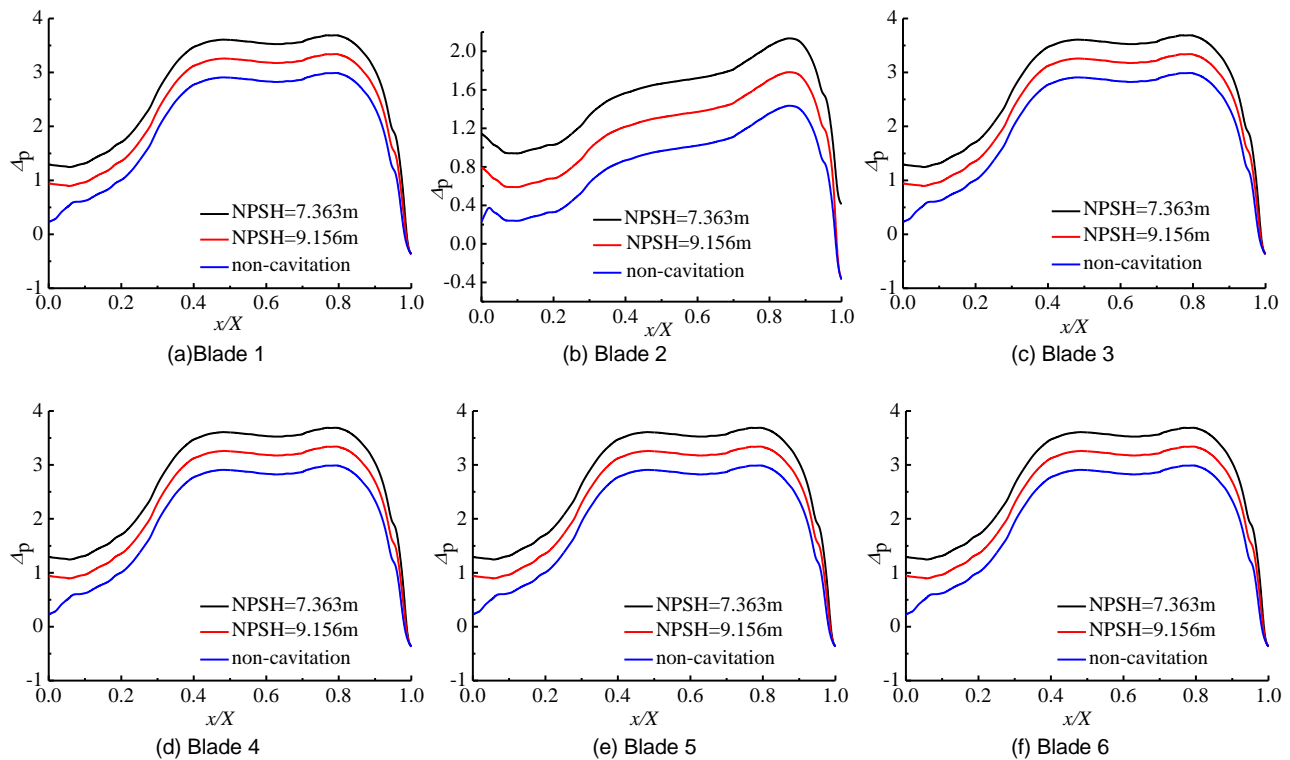 4
3
2
1
0
-1
Δp
NPSH=7.363m
NPSH=9.156m
non-cavitation
0.0 0.2 0.4 0.6 0.8 1.0
x/X
(a)Blade 1
2.0
1.6
1.2
0.8
0.4
0.0
-0.4
Δp
NPSH=7.363m
NPSH=9.156m
non-cavitation
0.0 0.2 0.4 0.6 0.8 1.0
x/X
(b) Blade 2
4
3
2
1
0
-1
Δp
NPSH=7.363m
NPSH=9.156m
non-cavitation
0.0 0.2 0.4 0.6 0.8 1.0
x/X
(c) Blade 3
4
3
2
1
0
-1
Δp
NPSH=7.363m
NPSH=9.156m
non-cavitation
0.0 0.2 0.4 0.6 0.8 1.0
x/X
(d) Blade 4
4
3
2
1
0
-1
Δp
NPSH=7.363m
NPSH=9.156m
non-cavitation
0.0 0.2 0.4 0.6 0.8 1.0
x/X
(e) Blade 5
4
3
2
1
0
-1
Δp
NPSH=7.363m
NPSH=9.156m
non-cavitation
0.0 0.2 0.4 0.6 0.8 1.0
x/X
(f) Blade 6